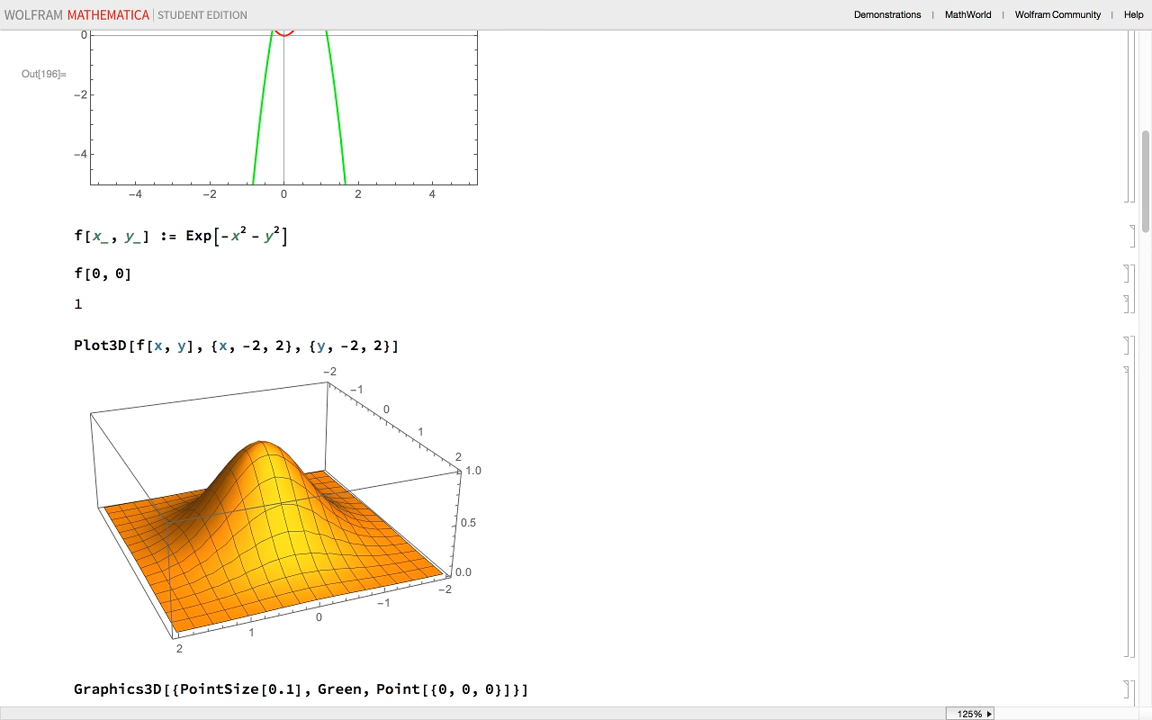 WOLFRAM MATHEMATICA | STUDENT EDITION
Demonstrations | MathWorld | Wolfram Community | Help
0
Out[196]=
−2
−4
−4 −2 0 2 4
f[x_, y_] := Exp[-x² - y²]
f[0, 0]
1
Plot3D[f[x, y], {x, -2, 2}, {y, -2, 2}]
−2
−1
0
1
2
1.0
0.5
0.0
−2
−1
0
1
2
Graphics3D[{PointSize[0.1], Green, Point[{0, 0, 0}]}]
125% ▶